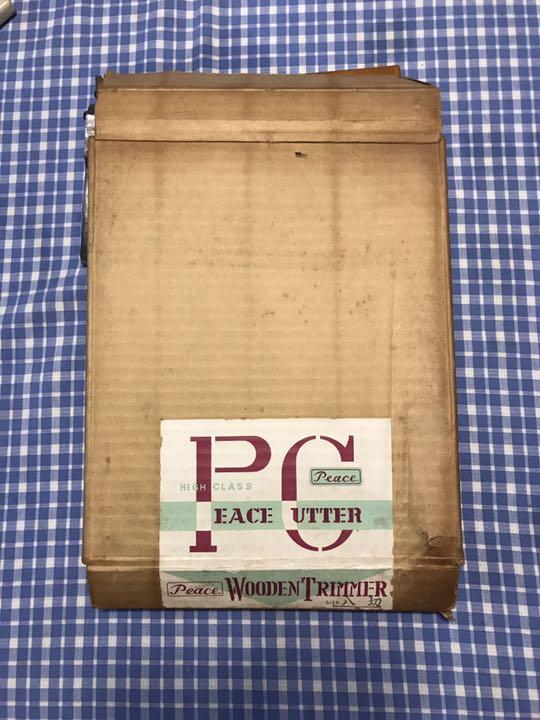 PC
Peace
HIGH CLASS
EACE UTTER
Peace WOODEN TRIMMER
SIZE